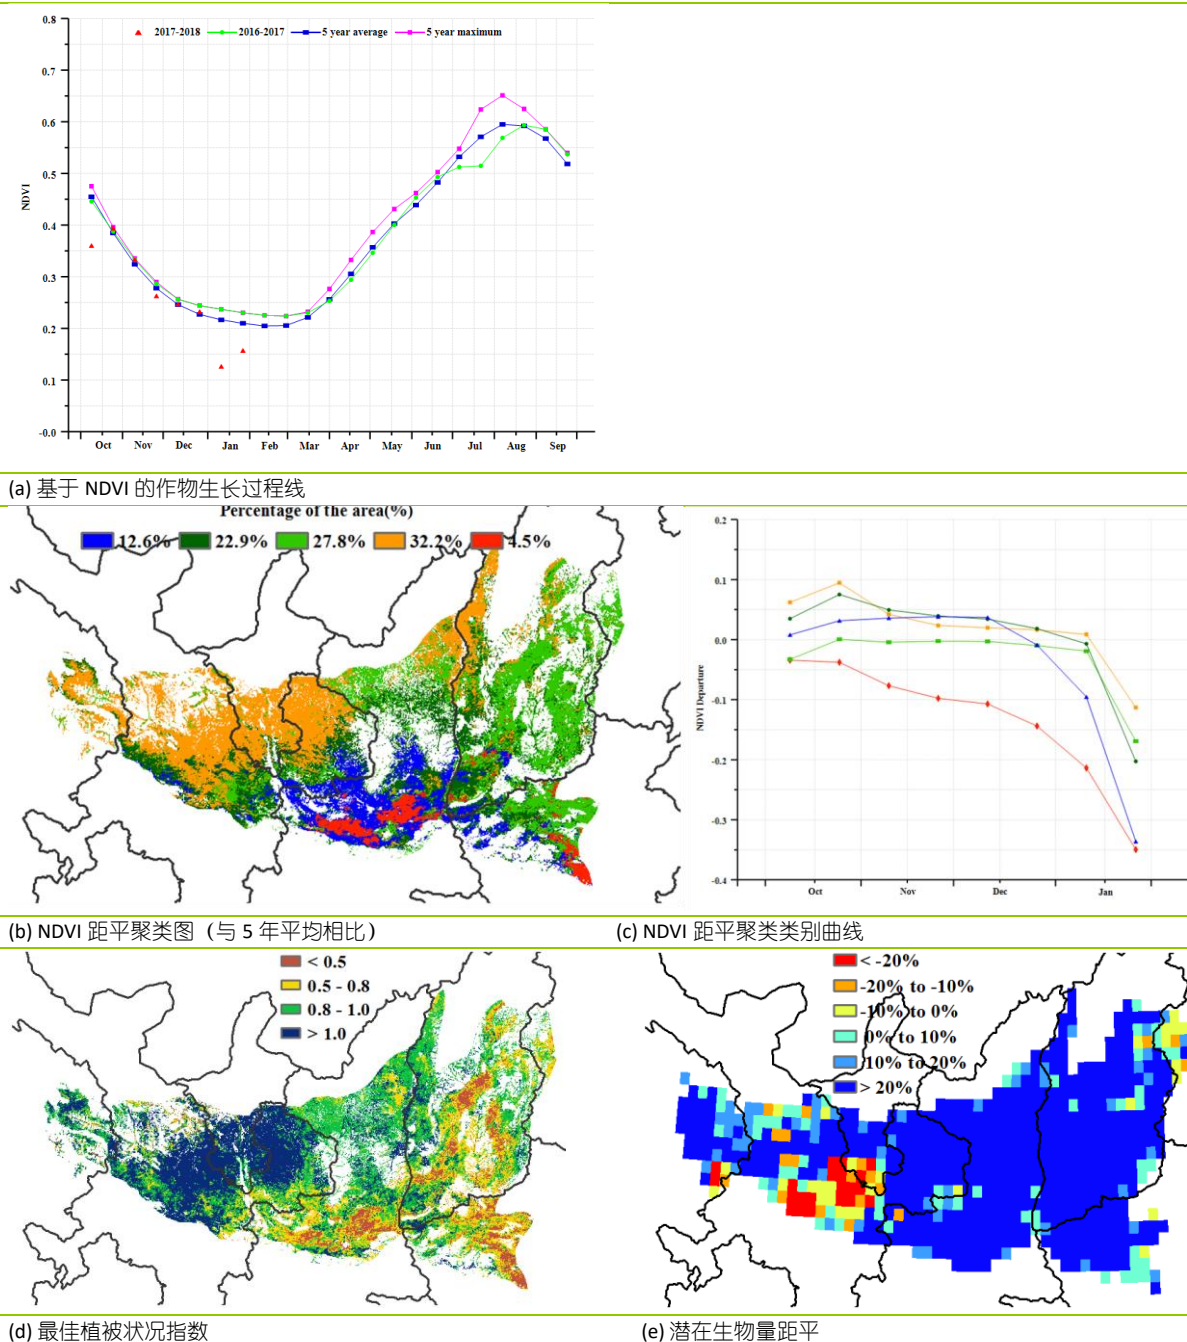 0.8
2017-2018 2016-2017 5 year average 5 year maximum
0.7
0.6
0.5
NDVI
0.4
0.3
0.2
0.1
-0.0
Oct Nov Dec Jan Feb Mar Apr May Jun Jul Aug Sep
(a) 基于 NDVI 的作物生长过程线
Percentage of the area(%)
12.6% 22.9% 27.8% 32.2% 4.5%
0.2
0.1
0.0
NDVI Departure
-0.1
-0.2
-0.3
-0.4
Oct Nov Dec Jan
(b) NDVI 距平聚类图（与 5 年平均相比）
(c) NDVI 距平聚类类别曲线
< 0.5
0.5 - 0.8
0.8 - 1.0
> 1.0
< -20%
-20% to -10%
-10% to 0%
0% to 10%
10% to 20%
> 20%
(d) 最佳植被状况指数
(e) 潜在生物量距平